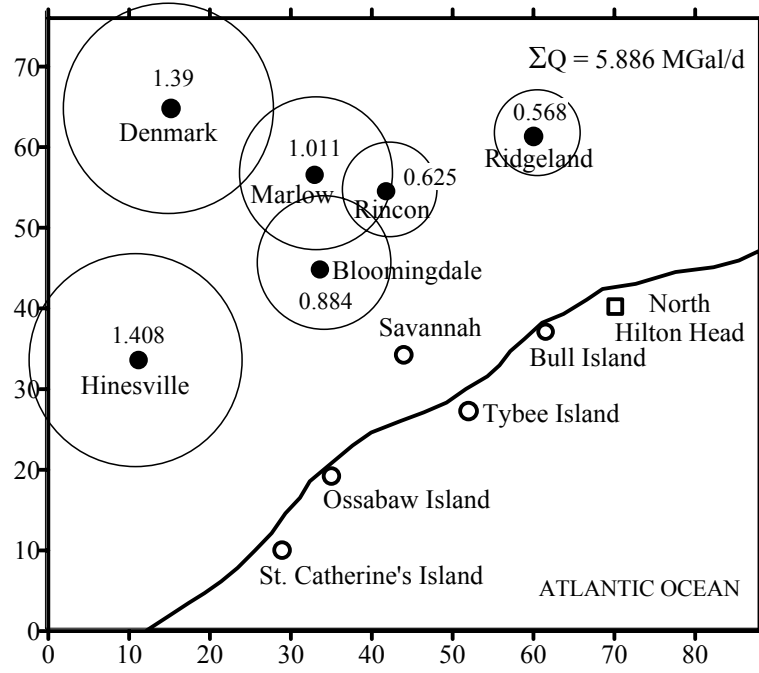 70
60
50
40
30
20
10
0
0 10 20 30 40 50 60 70 80
ΣQ = 5.886 MGal/d
1.39
Denmark
1.011
Marlow
0.625
Rincon
0.568
Ridgeland
Bloomingdale
0.884
1.408
Hinesville
Savannah
North
Hilton Head
Bull Island
Tybee Island
Ossabaw Island
St. Catherine's Island
ATLANTIC OCEAN